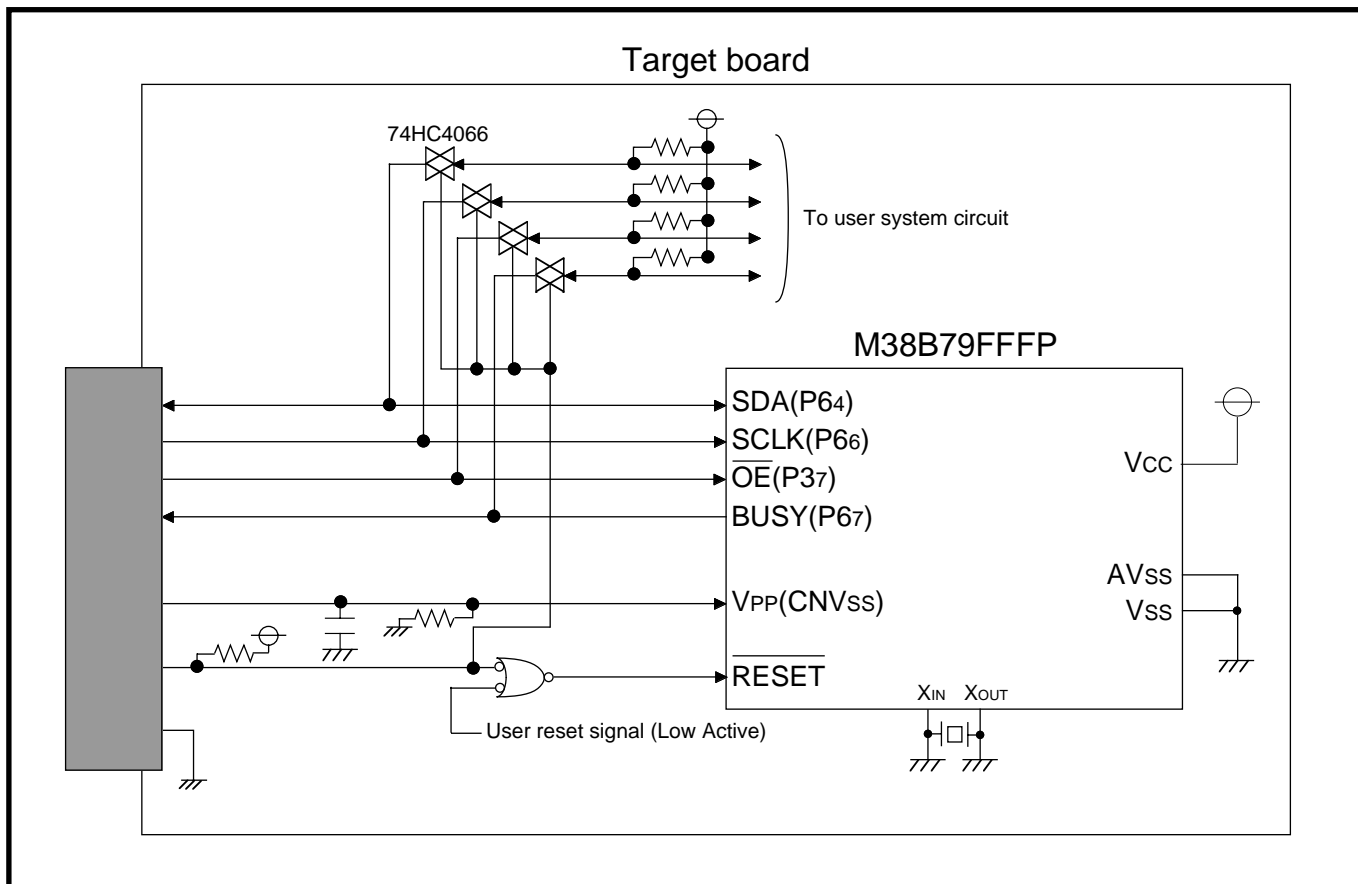 Target board
74HC4066
To user system circuit
M38B79FFFP
SDA(P64)
SCLK(P66)
OE(P37)
BUSY(P67)
VPP(CNVSS)
RESET
VCC
AVSS
VSS
XIN XOUT
User reset signal (Low Active)